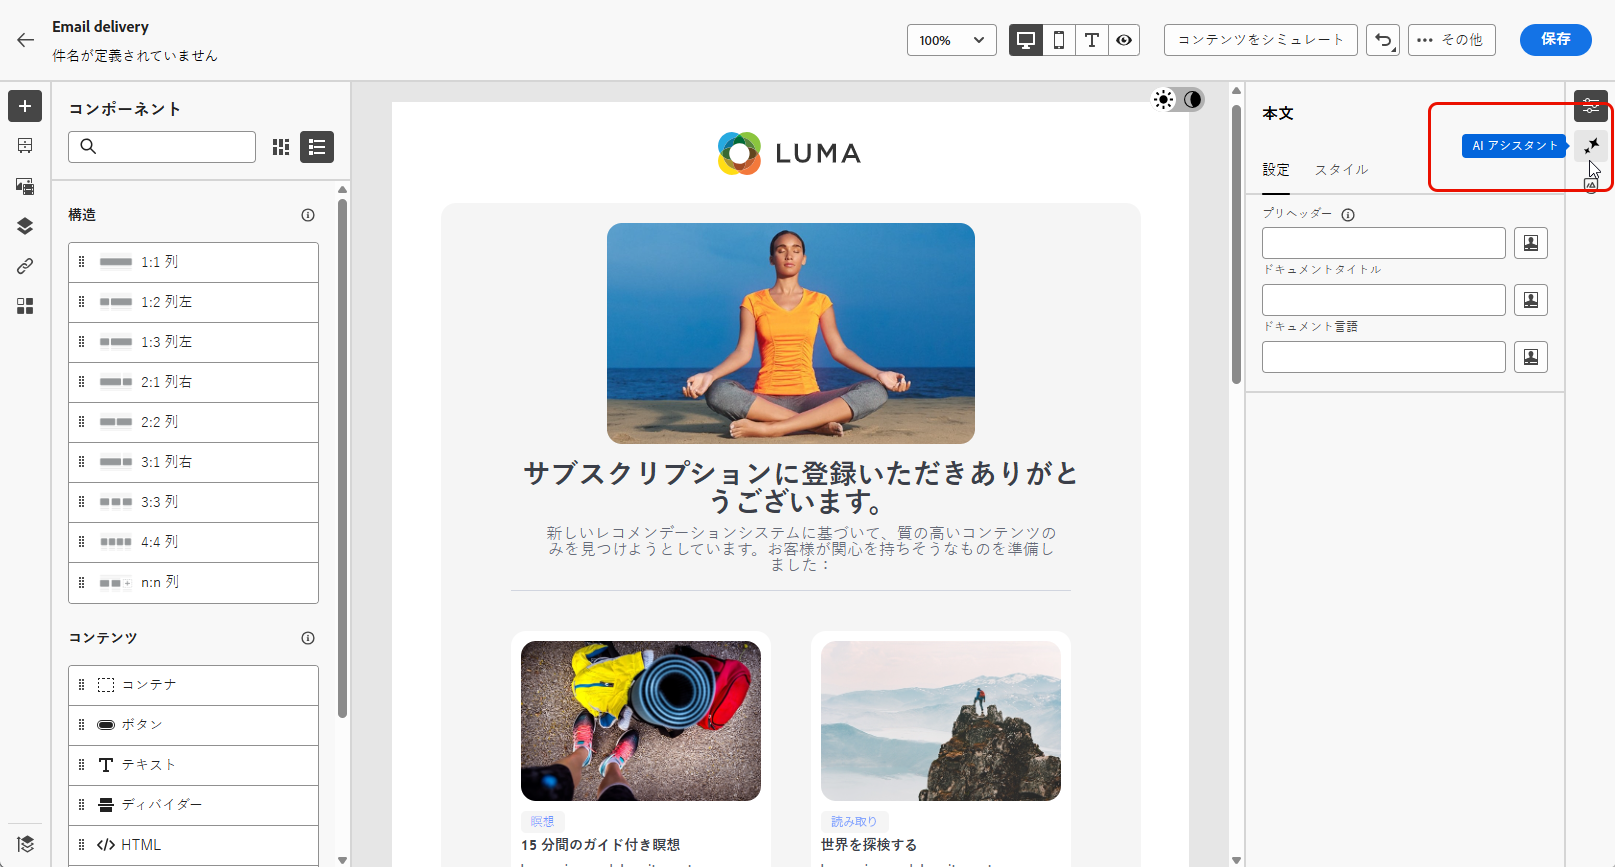 Email delivery
件名が定義されていません
100%
コンテンツをシミュレート
その他
保存
コンポーネント
構造
1:1 列
1:2 列左
1:3 列左
2:1 列右
2:2 列
3:1 列右
3:3 列
4:4 列
n:n 列
コンテンツ
コンテナ
ボタン
テキスト
ディバイダー
HTML
LUMA
サブスクリプションに登録いただきありがと
うございます。
新しいレコメンデーションシステムに基づいて、質の高いコンテンツの
みを見つけようとしています。お客様が関心を持ちそうなものを準備し
ました：
瞑想
15 分間のガイド付き瞑想
読み取り
世界を探検する
本文
AI アシスタント
設定
スタイル
プリヘッダー
ドキュメントタイトル
ドキュメント言語